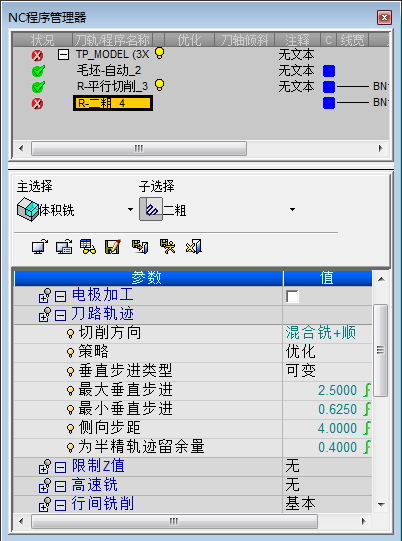 NC程序管理器
状况 刀轨/程序名称 优化 刀轴倾斜 注释 C 线宽
TP_MODEL (3X 无文本
毛坯-自动_2 无文本
R-平行切削_3 无文本 BN
R-二粗_4 BN
主选择 子选择
体积铣 二粗
参数 值
电极加工
刀路轨迹
切削方向 混合铣+顺
策略 优化
垂直步进类型 可变
最大垂直步进 2.5000 f
最小垂直步进 0.6250 f
侧向步距 4.0000 f
为半精轨迹留余量 0.4000 f
限制Z值 无
高速铣 无
行间铣削 基本